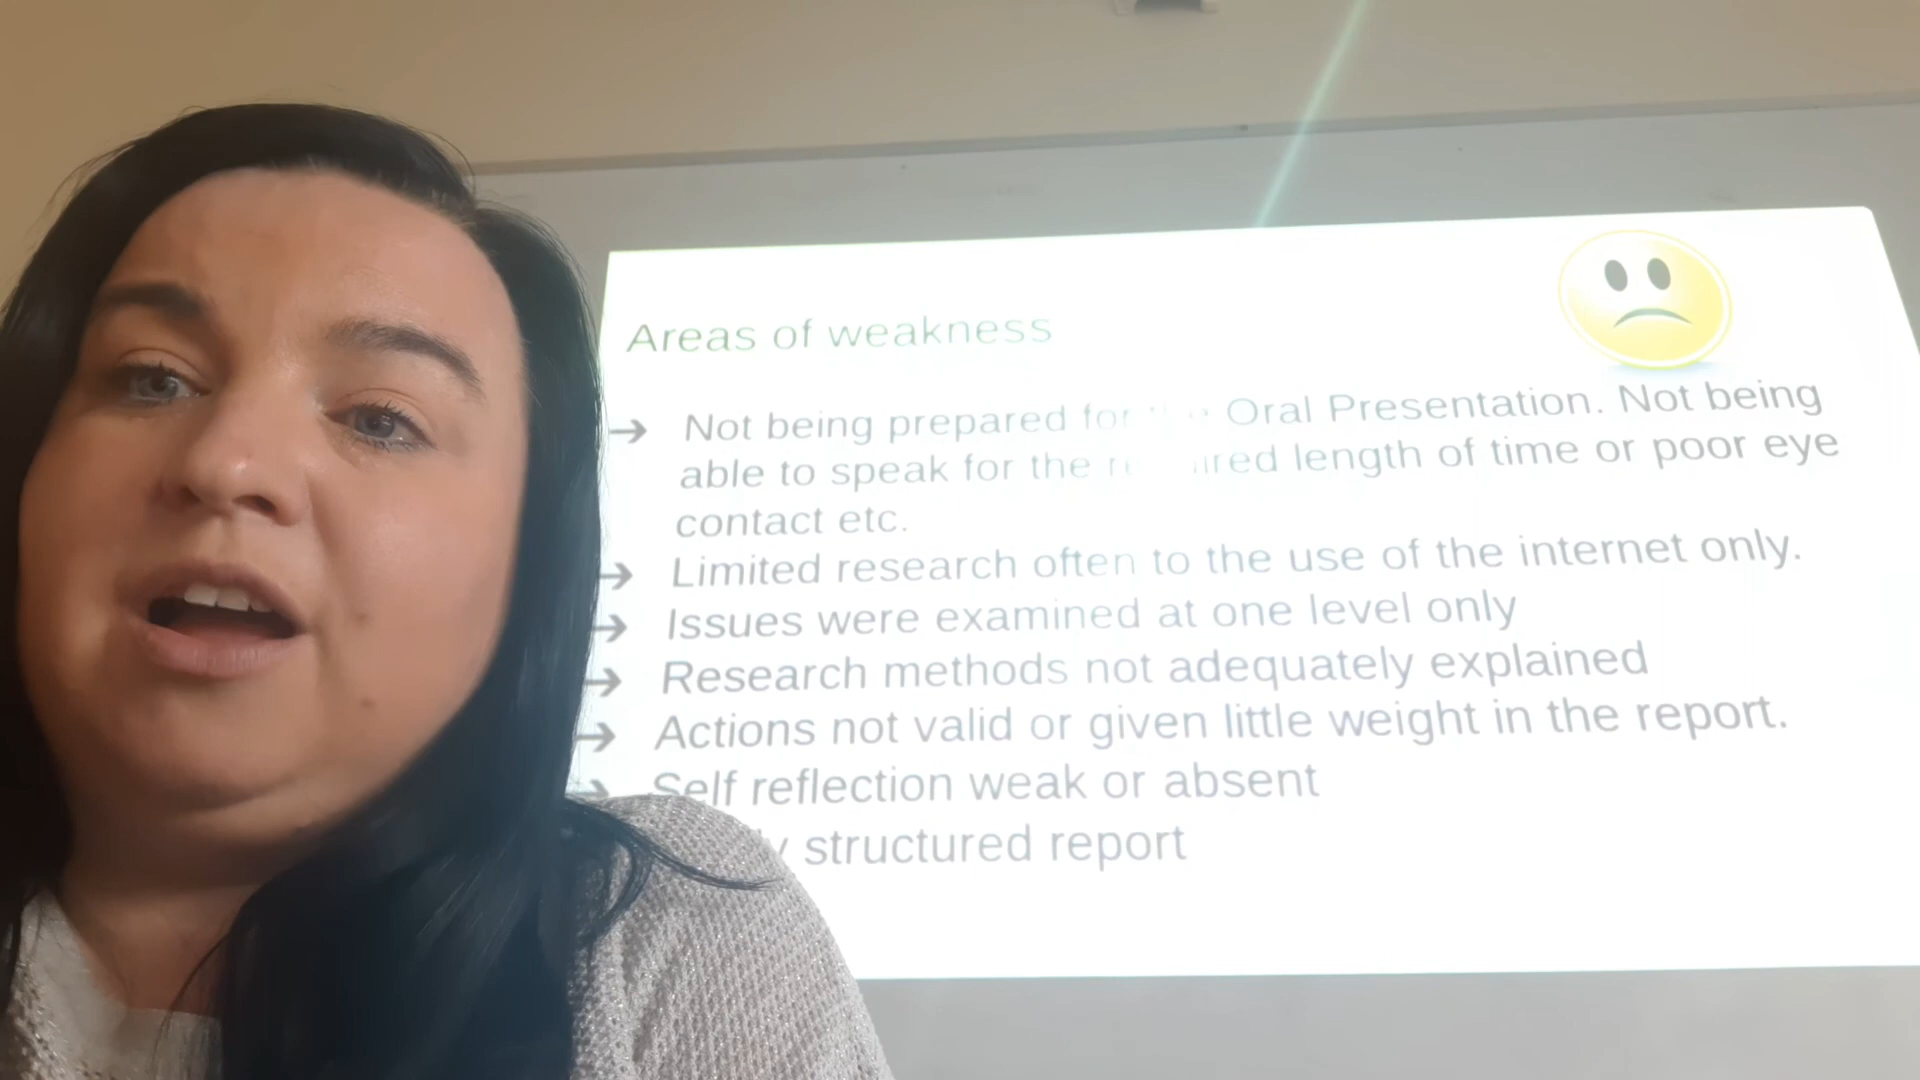 Areas of weakness
→ Not being prepared for Oral Presentation. Not being
able to speak for the length of time or poor eye
contact etc.
→ Limited research often to the use of the internet only.
→ Issues were examined at one level only
→ Research methods not adequately explained
→ Actions not valid or given little weight in the report.
→ Self reflection weak or absent
structured report